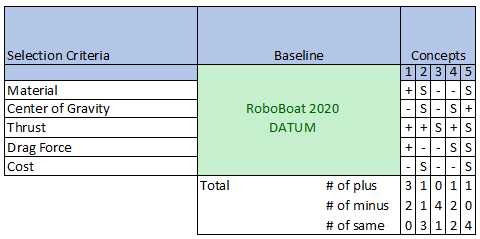 Selection Criteria Baseline Concepts
1 2 3 4 5
Material + S - - S
Center of Gravity - S - S +
RoboBoat 2020
Thrust + + S + S
DATUM
Drag Force + - - S S
Cost - S - - S
Total # of plus 3 1 0 1 1
# of minus 2 1 4 2 0
# of same 0 3 1 2 4